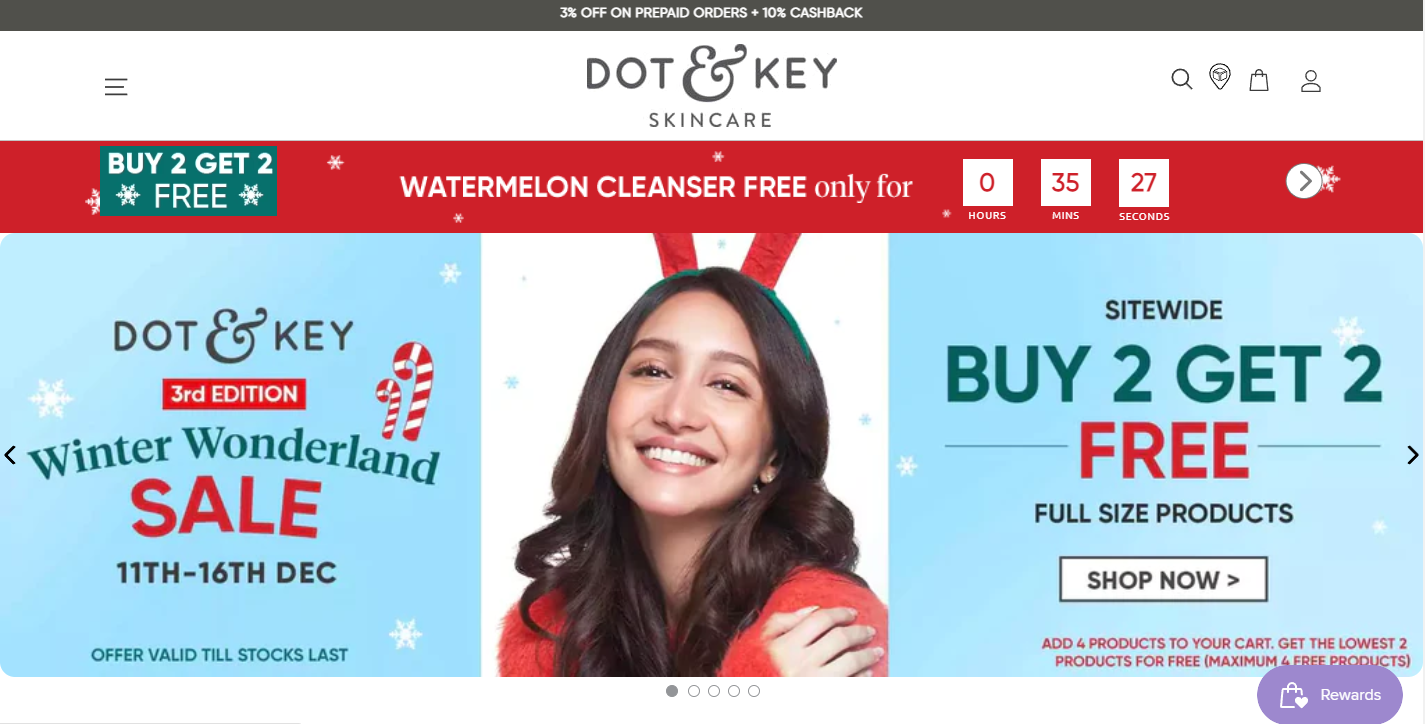 3% OFF ON PREPAID ORDERS + 10% CASHBACK
DOT & KEY
SKINCARE
BUY 2 GET 2
FREE
WATERMELON CLEANSER FREE only for
0 35 27
HOURS MINS SECONDS
DOT & KEY
3rd EDITION
Winter Wonderland
SALE
11TH-16TH DEC
OFFER VALID TILL STOCKS LAST
SITEWIDE
BUY 2 GET 2
FREE
FULL SIZE PRODUCTS
SHOP NOW >
ADD 4 PRODUCTS TO YOUR CART. GET THE LOWEST 2
PRODUCTS FOR FREE (MAXIMUM 4 FREE PRODUCTS)
Rewards